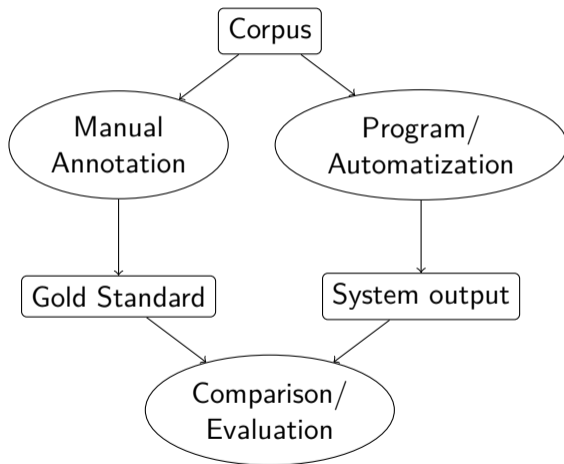 Corpus
Manual
Annotation
Program/
Automatization
Gold Standard
System output
Comparison/
Evaluation